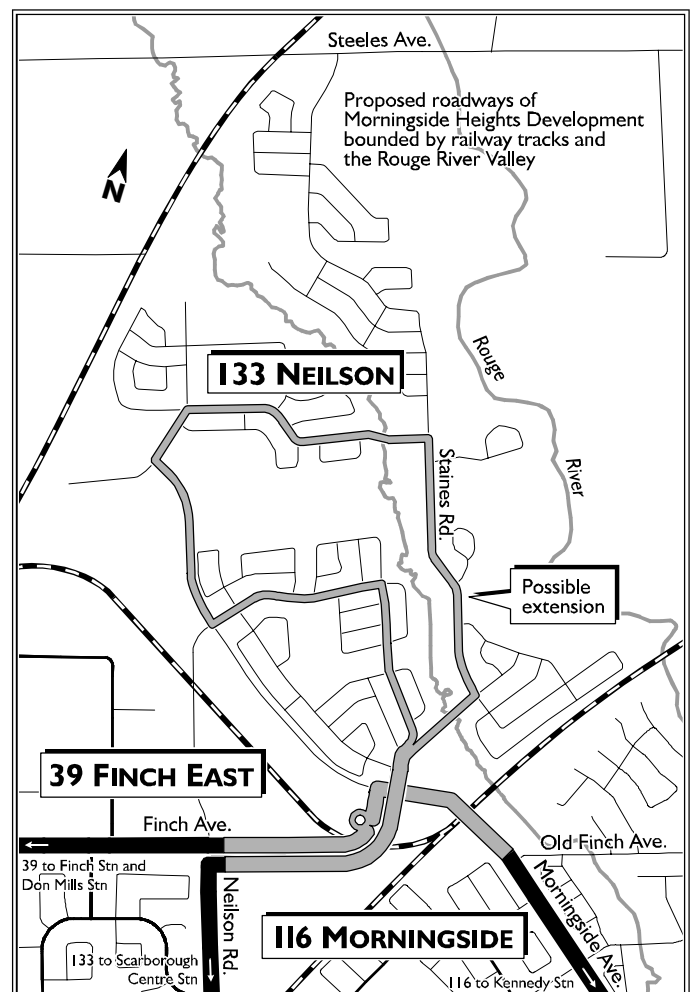 Steeles Ave.
Proposed roadways of
Morningside Heights Development
bounded by railway tracks and
the Rouge River Valley
N
133 NEILSON
Rouge
River
Staines Rd.
Possible
extension
39 FINCH EAST
Finch Ave.
Old Finch Ave.
39 to Finch Stn and
Don Mills Stn
Neilson Rd.
Morningside Ave.
116 MORNINGSIDE
133 to Scarborough
Centre Stn
116 to Kennedy Stn